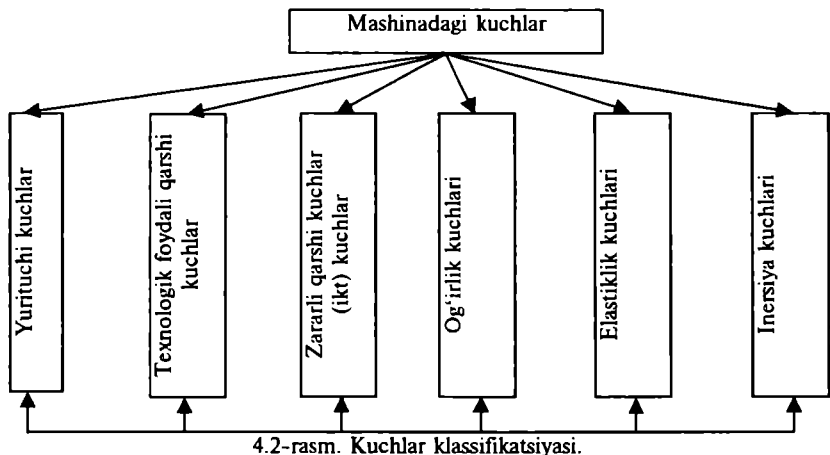 Mashinadagi kuchlar
Yurituchi kuchlar
Texnologik foydali qarshi
kuchlar
Zararli qarshi kuchlar
(ikt) kuchlar
Og‘irlik kuchlari
Elastiklik kuchlari
Inersiya kuchlari
4.2-rasm. Kuchlar klassifikatsiyasi.